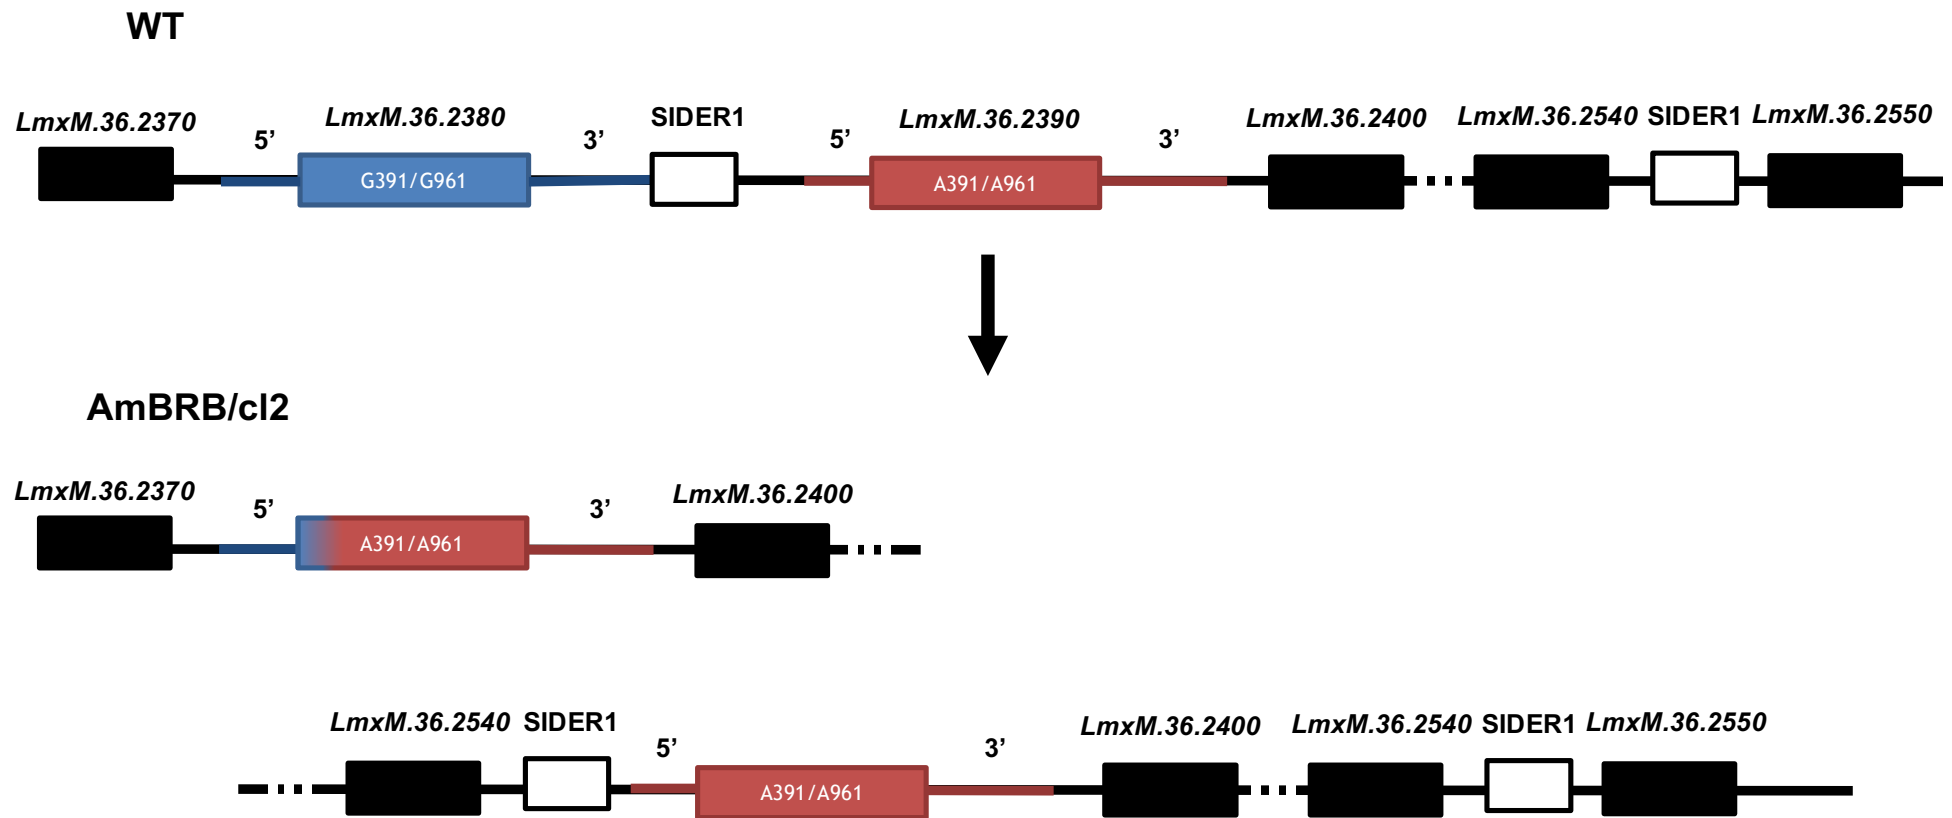 WT
LmxM.36.2370 5’ LmxM.36.2380 3’ SIDER1 5’ LmxM.36.2390 3’ LmxM.36.2400 LmxM.36.2540 SIDER1 LmxM.36.2550
G391/G961 A391/A961
AmBRB/cl2
LmxM.36.2370 5’ 3’ LmxM.36.2400
A391/A961
LmxM.36.2540 SIDER1 5’ 3’ LmxM.36.2400 LmxM.36.2540 SIDER1 LmxM.36.2550
A391/A961